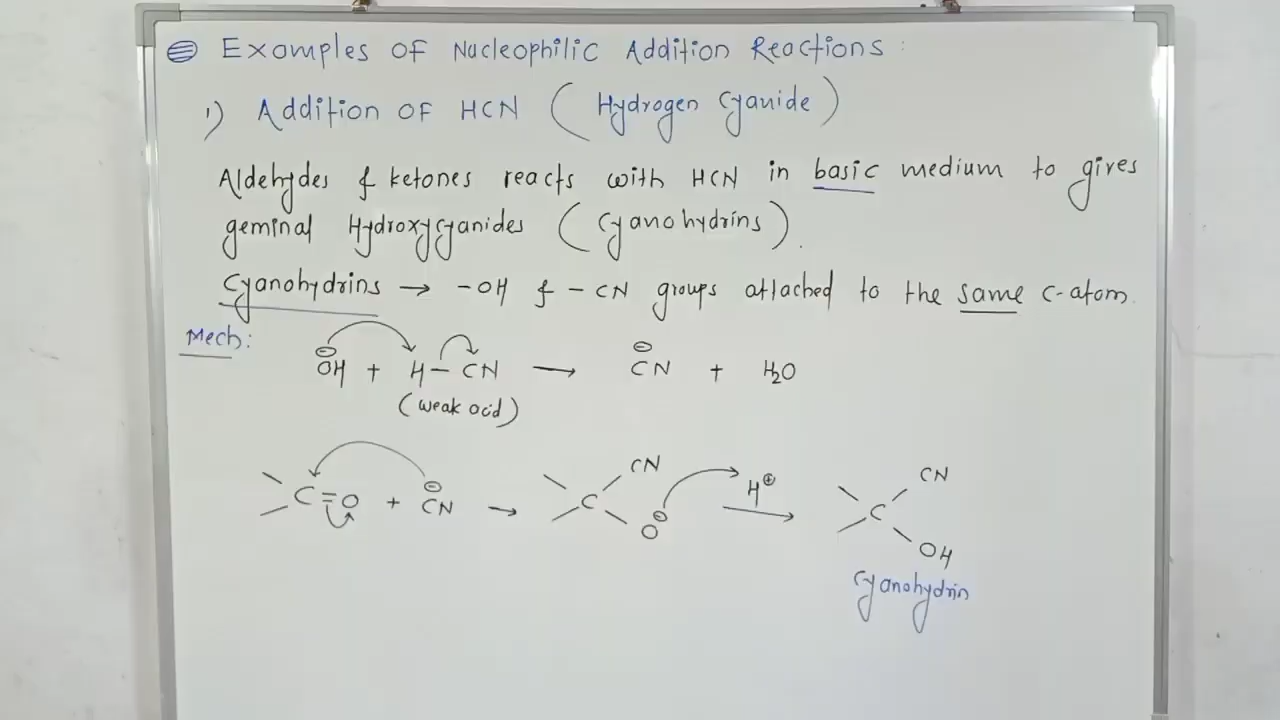 Examples of Nucleophilic Addition Reactions:
1) Addition of HCN (Hydrogen Cyanide)
Aldehydes & ketones reacts with HCN in basic medium to gives
geminal Hydroxycyanides (Cyanohydrins).
Cyanohydrins → -OH & -CN groups attached to the same C-atom.
Mech:
⊖OH + H-CN → ⊖CN + H₂O
(weak acid)
C=O + ⊖CN → C CN O⊖ H⊕ → C CN OH
Cyanohydrin